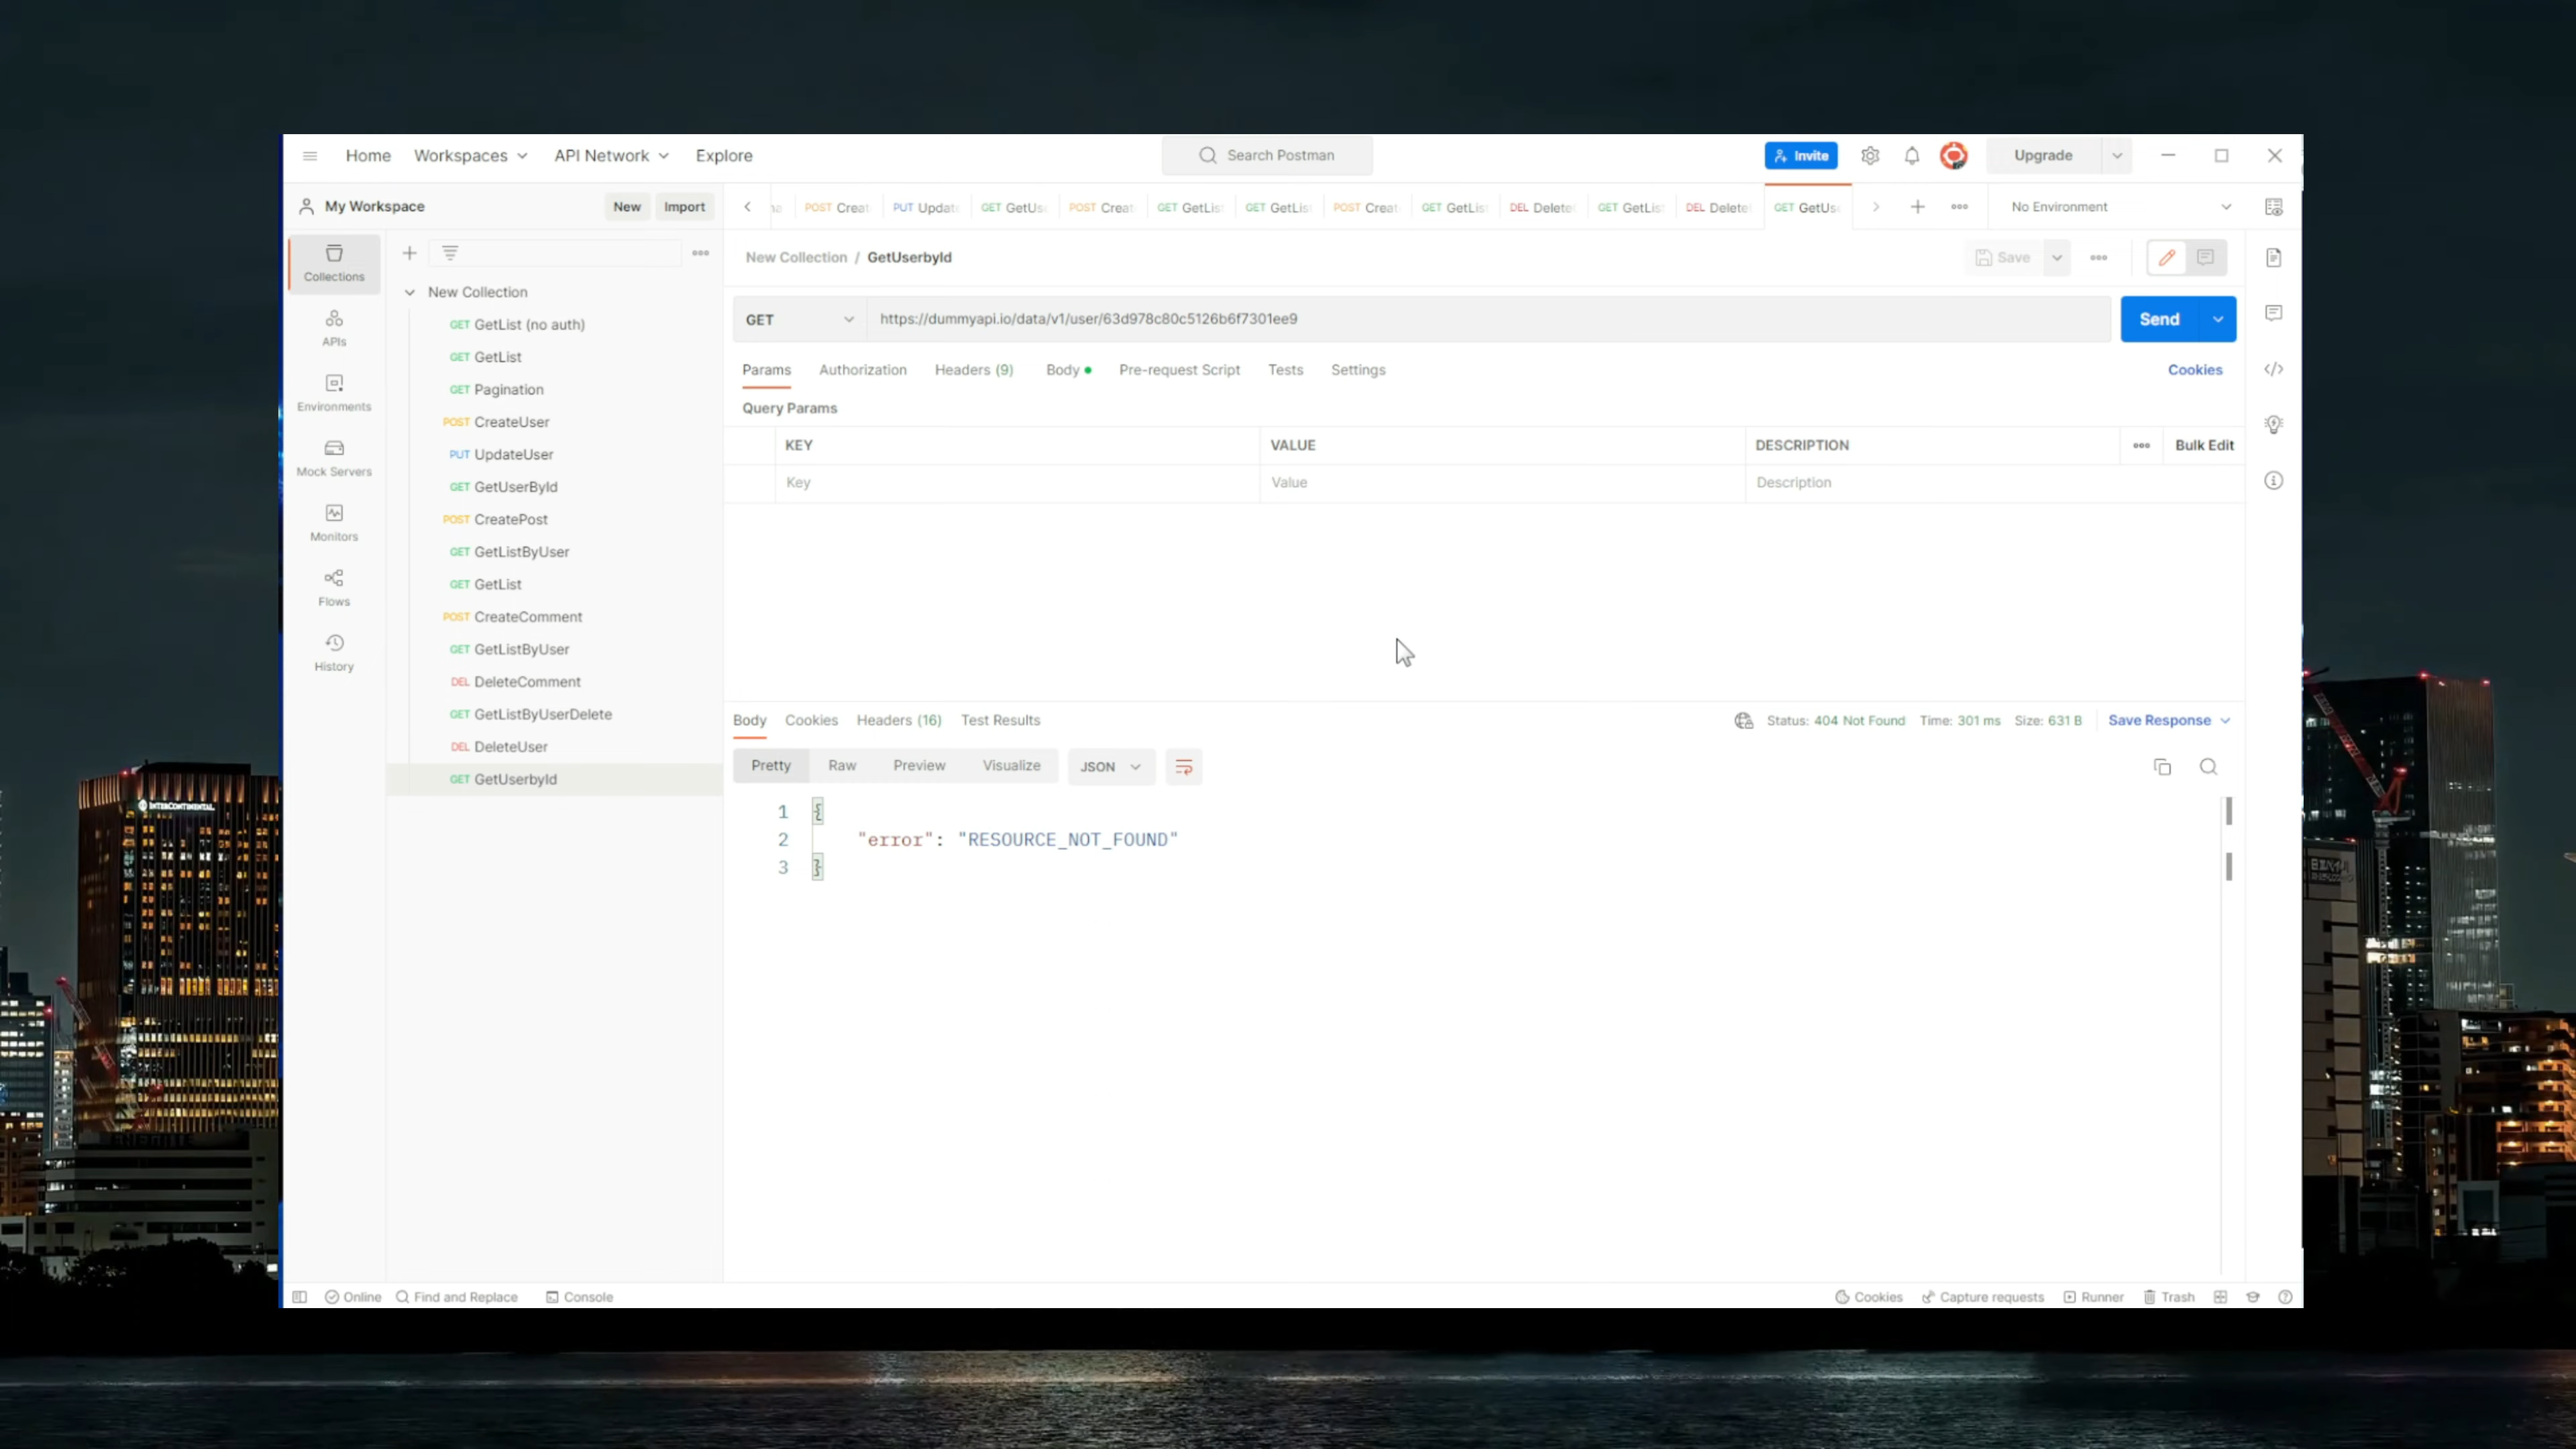 Home Workspaces API Network Explore Search Postman Invite Upgrade
My Workspace New Import POST Creat PUT Updat GET GetUs POST Creat GET GetLis GET GetLis POST Creat GET GetLis DEL Delete GET GetLis DEL Delete GET GetUs No Environment
Collections
APIs
Environments
Mock Servers
Monitors
Flows
History
New Collection
GET GetList (no auth)
GET GetList
GET Pagination
POST CreateUser
PUT UpdateUser
GET GetUserById
POST CreatePost
GET GetListByUser
GET GetList
POST CreateComment
GET GetListByUser
DEL DeleteComment
GET GetListByUserDelete
DEL DeleteUser
GET GetUserbyId
New Collection / GetUserbyId Save
GET https://dummyapi.io/data/v1/user/63d978c80c5126b6f7301ee9 Send
Params Authorization Headers (9) Body Pre-request Script Tests Settings Cookies
Query Params
KEY VALUE DESCRIPTION Bulk Edit
Key Value Description
Body Cookies Headers (16) Test Results Status: 404 Not Found Time: 301 ms Size: 631 B Save Response
Pretty Raw Preview Visualize JSON
1 {
2 "error": "RESOURCE_NOT_FOUND"
3 }
Online Find and Replace Console Cookies Capture requests Runner Trash
INTERCONTINENTAL